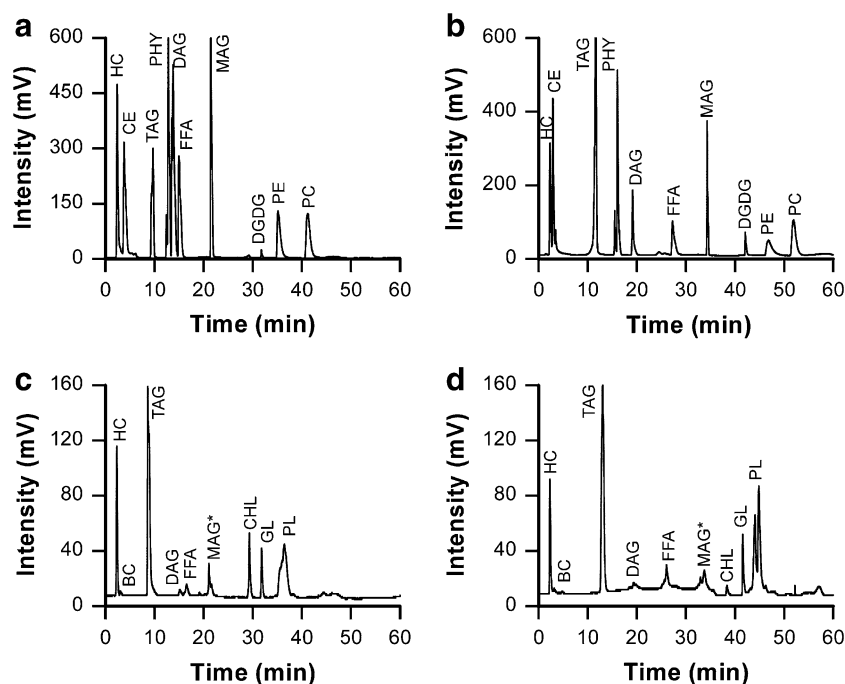 a
600
450
300
150
0
Intensity (mV)
HC
CE
TAG
PHY
DAG
FFA
MAG
DGDG
PE
PC
0 10 20 30 40 50 60
Time (min)
b
600
400
200
0
Intensity (mV)
HC
CE
TAG
PHY
DAG
FFA
MAG
DGDG
PE
PC
0 10 20 30 40 50 60
Time (min)
c
160
120
80
40
0
Intensity (mV)
HC
BC
TAG
DAG
FFA
MAG*
CHL
GL
PL
0 10 20 30 40 50 60
Time (min)
d
160
120
80
40
0
Intensity (mV)
HC
BC
TAG
DAG
FFA
MAG*
CHL
GL
PL
0 10 20 30 40 50 60
Time (min)